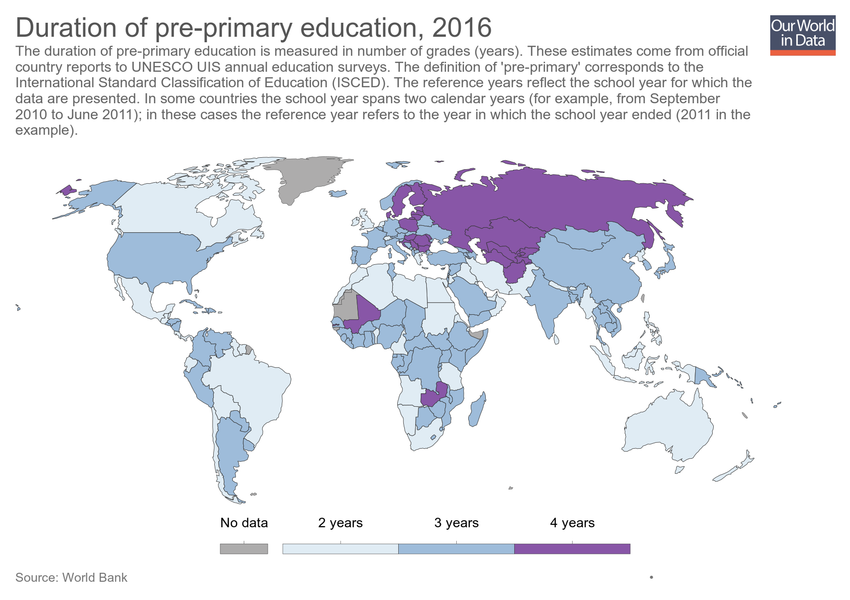 Duration of pre-primary education, 2016
Our World
in Data
The duration of pre-primary education is measured in number of grades (years). These estimates come from official
country reports to UNESCO UIS annual education surveys. The definition of 'pre-primary' corresponds to the
International Standard Classification of Education (ISCED). The reference years reflect the school year for which the
data are presented. In some countries the school year spans two calendar years (for example, from September
2010 to June 2011); in these cases the reference year refers to the year in which the school year ended (2011 in the
example).
No data
2 years
3 years
4 years
Source: World Bank